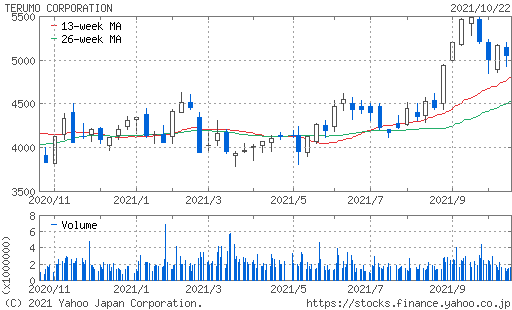 TERUMO CORPORATION 2021/10/22
13-week MA
26-week MA
5500
5000
4500
4000
3500
2020/11 2021/1 2021/3 2021/5 2021/7 2021/9
Volume
8
6
4
2
0
(x1000000)
2020/11 2021/1 2021/3 2021/5 2021/7 2021/9
(C) 2021 Yahoo Japan Corporation. https://stocks.finance.yahoo.co.jp/